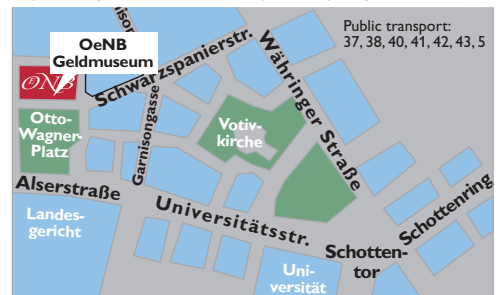 Public transport:
37, 38, 40, 41, 42, 43, 5
OeNB
Geldmuseum
OeNB
Schwarzspanierstr.
Währinger Straße
Garnisongasse
Otto-
Wagner-
Platz
Votiv-
kirche
Alserstraße
Universitätsstr.
Landes-
gericht
Schotten-
tor
Schottenring
Uni-
versität